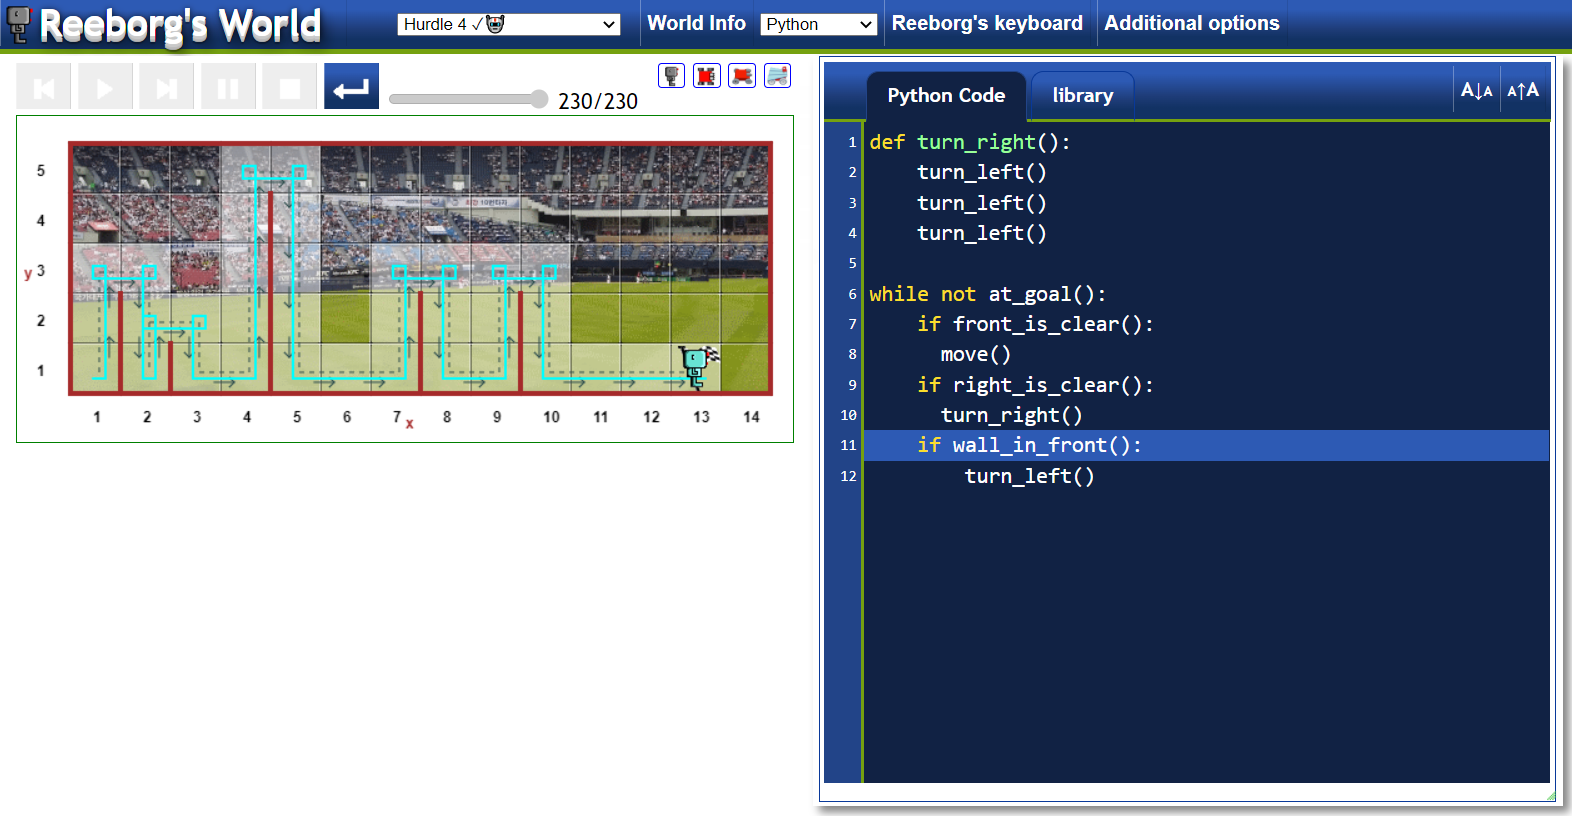 Reeborg's World
Hurdle 4 ✓
World Info
Python
Reeborg's keyboard
Additional options
230/230
5
4
y 3
2
1
1 2 3 4 5 6 7 8 9 10 11 12 13 14
x
Python Code
library
A↓A
A↑A
1 def turn_right():
2     turn_left()
3     turn_left()
4     turn_left()
5
6 while not at_goal():
7     if front_is_clear():
8       move()
9     if right_is_clear():
10       turn_right()
11     if wall_in_front():
12         turn_left()